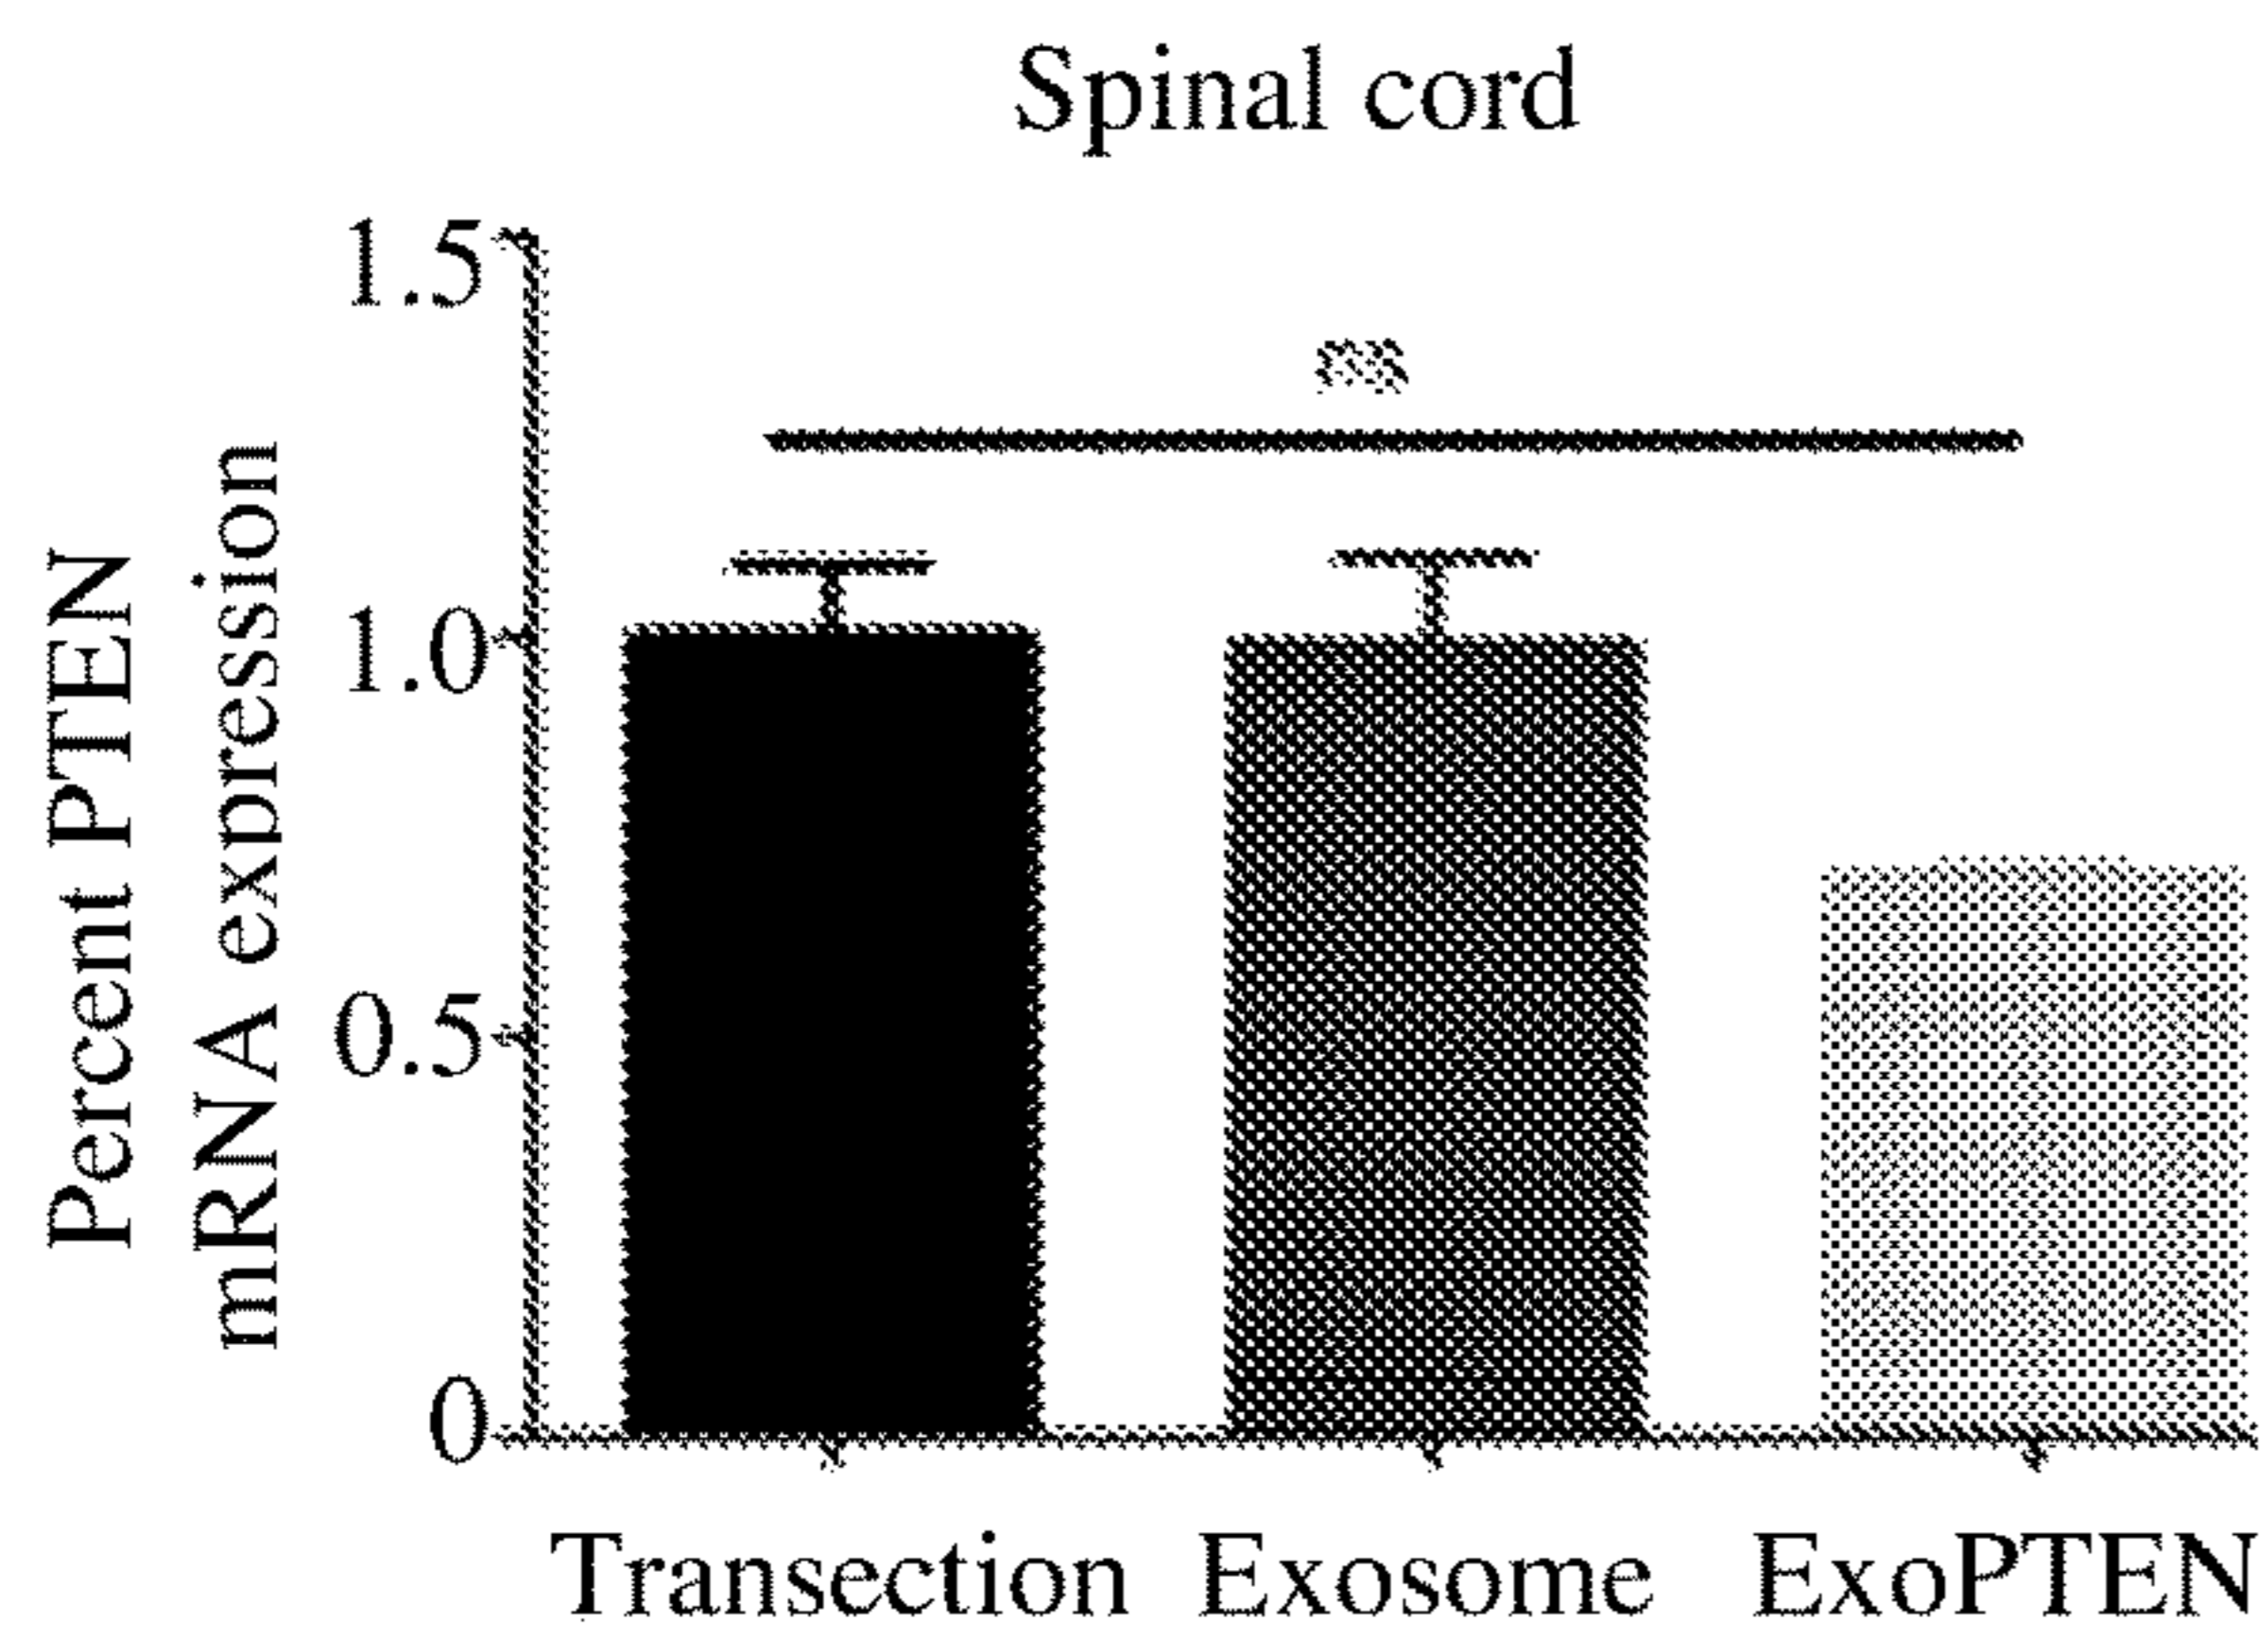 Spinal cord
Percent PTEN
mRNA expression
1.5
1.0
0.5
0
Transection Exosome ExoPTEN